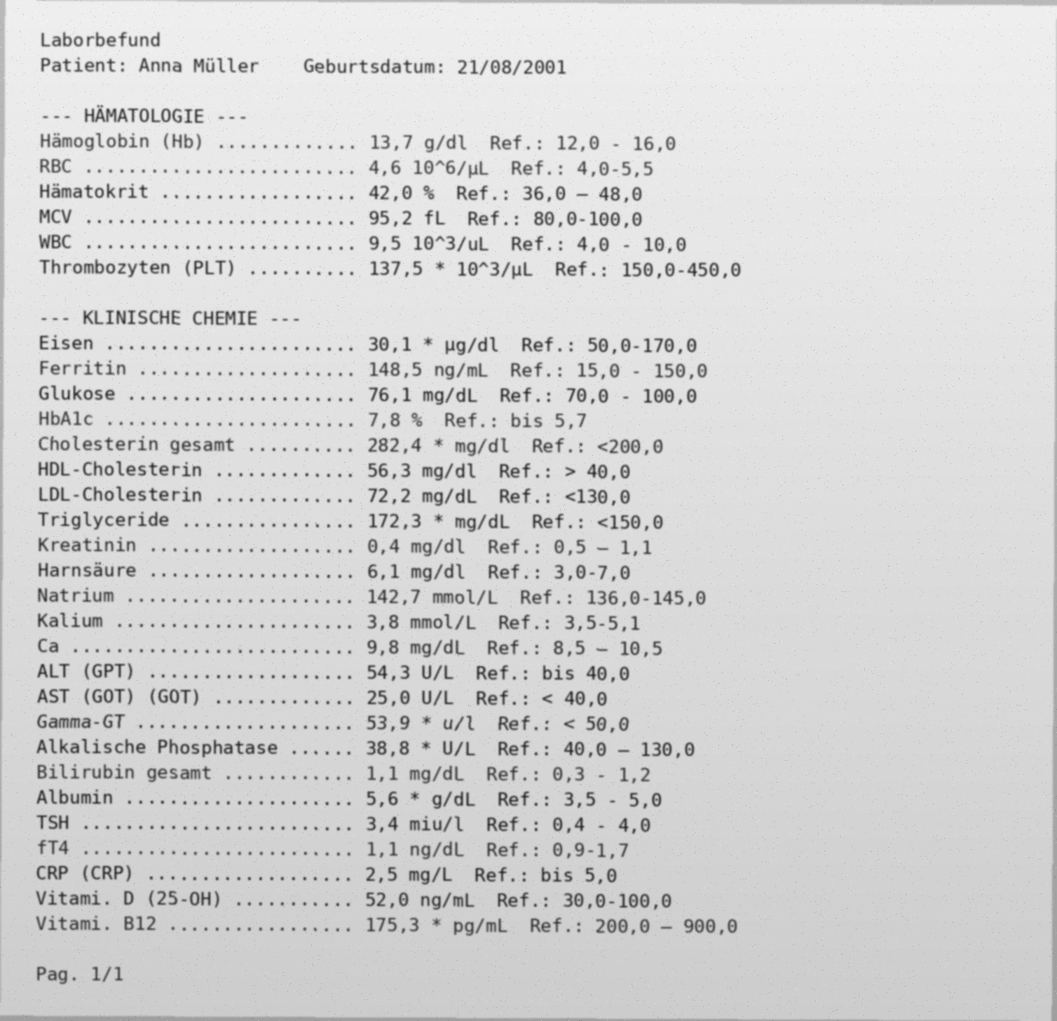 Laborbefund
Patient: Anna Müller    Geburtsdatum: 21/08/2001

--- HÄMATOLOGIE ---
Hämoglobin (Hb) ............. 13,7 g/dl  Ref.: 12,0 - 16,0
RBC ......................... 4,6 10^6/µL  Ref.: 4,0-5,5
Hämatokrit .................. 42,0 %  Ref.: 36,0 – 48,0
MCV ......................... 95,2 fL  Ref.: 80,0-100,0
WBC ......................... 9,5 10^3/uL  Ref.: 4,0 - 10,0
Thrombozyten (PLT) .......... 137,5 * 10^3/µL  Ref.: 150,0-450,0

--- KLINISCHE CHEMIE ---
Eisen ....................... 30,1 * µg/dl  Ref.: 50,0-170,0
Ferritin .................... 148,5 ng/mL  Ref.: 15,0 - 150,0
Glukose ..................... 76,1 mg/dL  Ref.: 70,0 - 100,0
HbA1c ....................... 7,8 %  Ref.: bis 5,7
Cholesterin gesamt .......... 282,4 * mg/dl  Ref.: <200,0
HDL-Cholesterin ............. 56,3 mg/dl  Ref.: > 40,0
LDL-Cholesterin ............. 72,2 mg/dL  Ref.: <130,0
Triglyceride ................ 172,3 * mg/dL  Ref.: <150,0
Kreatinin ................... 0,4 mg/dl  Ref.: 0,5 – 1,1
Harnsäure ................... 6,1 mg/dl  Ref.: 3,0-7,0
Natrium ..................... 142,7 mmol/L  Ref.: 136,0-145,0
Kalium ...................... 3,8 mmol/L  Ref.: 3,5-5,1
Ca .......................... 9,8 mg/dL  Ref.: 8,5 – 10,5
ALT (GPT) ................... 54,3 U/L  Ref.: bis 40,0
AST (GOT) (GOT) ............. 25,0 U/L  Ref.: < 40,0
Gamma-GT .................... 53,9 * u/l  Ref.: < 50,0
Alkalische Phosphatase ...... 38,8 * U/L  Ref.: 40,0 – 130,0
Bilirubin gesamt ............ 1,1 mg/dL  Ref.: 0,3 - 1,2
Albumin ..................... 5,6 * g/dL  Ref.: 3,5 - 5,0
TSH ......................... 3,4 miu/l  Ref.: 0,4 - 4,0
fT4 ......................... 1,1 ng/dL  Ref.: 0,9-1,7
CRP (CRP) ................... 2,5 mg/L  Ref.: bis 5,0
Vitami. D (25-OH) ........... 52,0 ng/mL  Ref.: 30,0-100,0
Vitami. B12 ................. 175,3 * pg/mL  Ref.: 200,0 – 900,0

Pag. 1/1